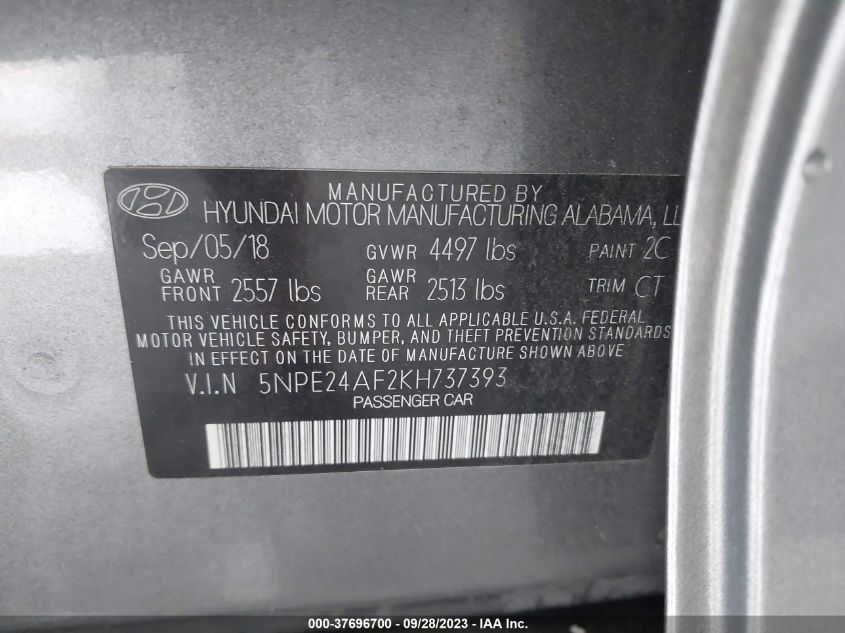 MANUFACTURED BY
HYUNDAI MOTOR MANUFACTURING ALABAMA, LL
Sep/05/18 GVWR 4497 lbs PAINT 2C
GAWR FRONT 2557 lbs GAWR REAR 2513 lbs TRIM CT
THIS VEHICLE CONFORMS TO ALL APPLICABLE U.S.A. FEDERAL
MOTOR VEHICLE SAFETY, BUMPER, AND THEFT PREVENTION STANDARDS
IN EFFECT ON THE DATE OF MANUFACTURE SHOWN ABOVE
V.I.N 5NPE24AF2KH737393
PASSENGER CAR
000-37696700 - 09/28/2023 - IAA Inc.